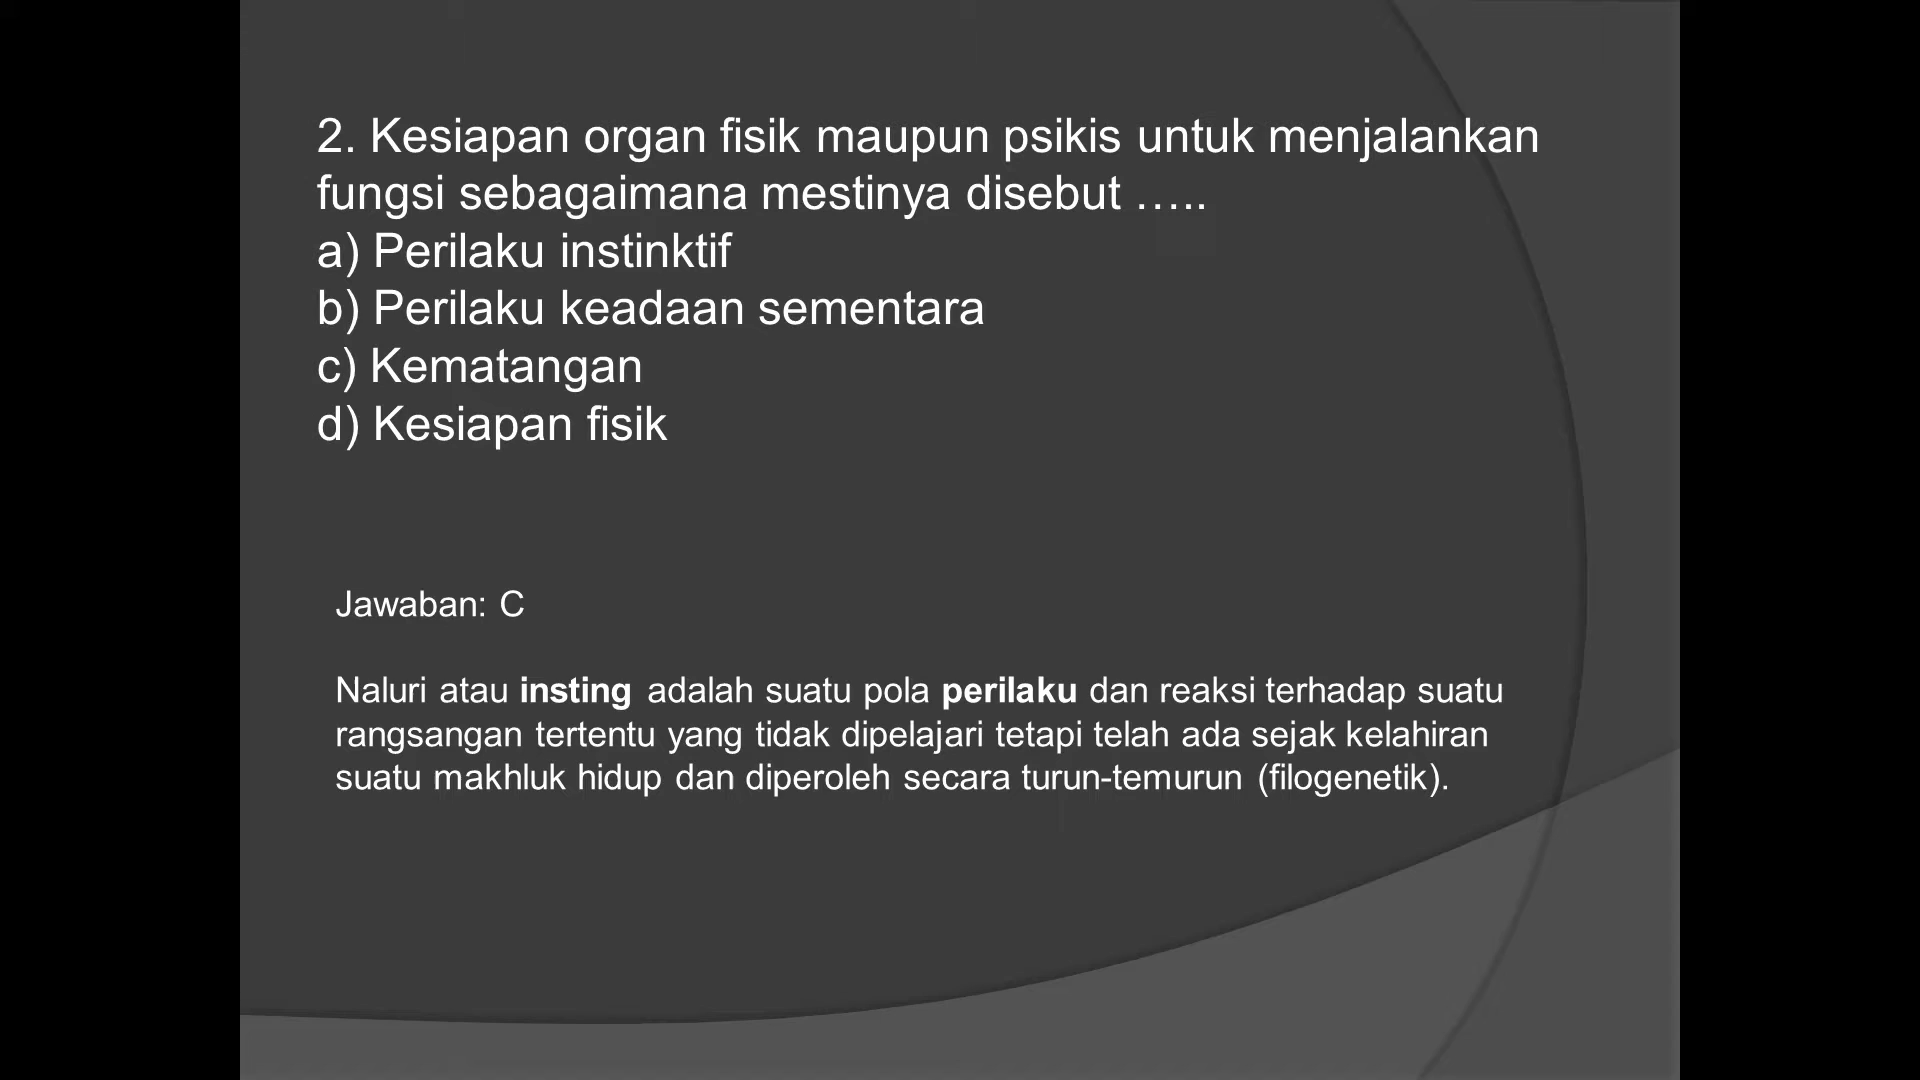 2. Kesiapan organ fisik maupun psikis untuk menjalankan
fungsi sebagaimana mestinya disebut …..
a) Perilaku instinktif
b) Perilaku keadaan sementara
c) Kematangan
d) Kesiapan fisik
Jawaban: C
Naluri atau insting adalah suatu pola perilaku dan reaksi terhadap suatu
rangsangan tertentu yang tidak dipelajari tetapi telah ada sejak kelahiran
suatu makhluk hidup dan diperoleh secara turun-temurun (filogenetik).